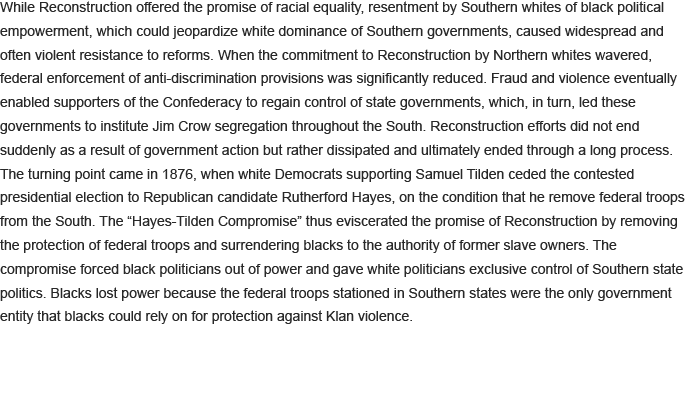 While Reconstruction offered the promise of racial equality, resentment by Southern whites of black political
empowerment, which could jeopardize white dominance of Southern governments, caused widespread and
often violent resistance to reforms. When the commitment to Reconstruction by Northern whites wavered,
federal enforcement of anti-discrimination provisions was significantly reduced. Fraud and violence eventually
enabled supporters of the Confederacy to regain control of state governments, which, in turn, led these
governments to institute Jim Crow segregation throughout the South. Reconstruction efforts did not end
suddenly as a result of government action but rather dissipated and ultimately ended through a long process.
The turning point came in 1876, when white Democrats supporting Samuel Tilden ceded the contested
presidential election to Republican candidate Rutherford Hayes, on the condition that he remove federal troops
from the South. The “Hayes-Tilden Compromise” thus eviscerated the promise of Reconstruction by removing
the protection of federal troops and surrendering blacks to the authority of former slave owners. The
compromise forced black politicians out of power and gave white politicians exclusive control of Southern state
politics. Blacks lost power because the federal troops stationed in Southern states were the only government
entity that blacks could rely on for protection against Klan violence.